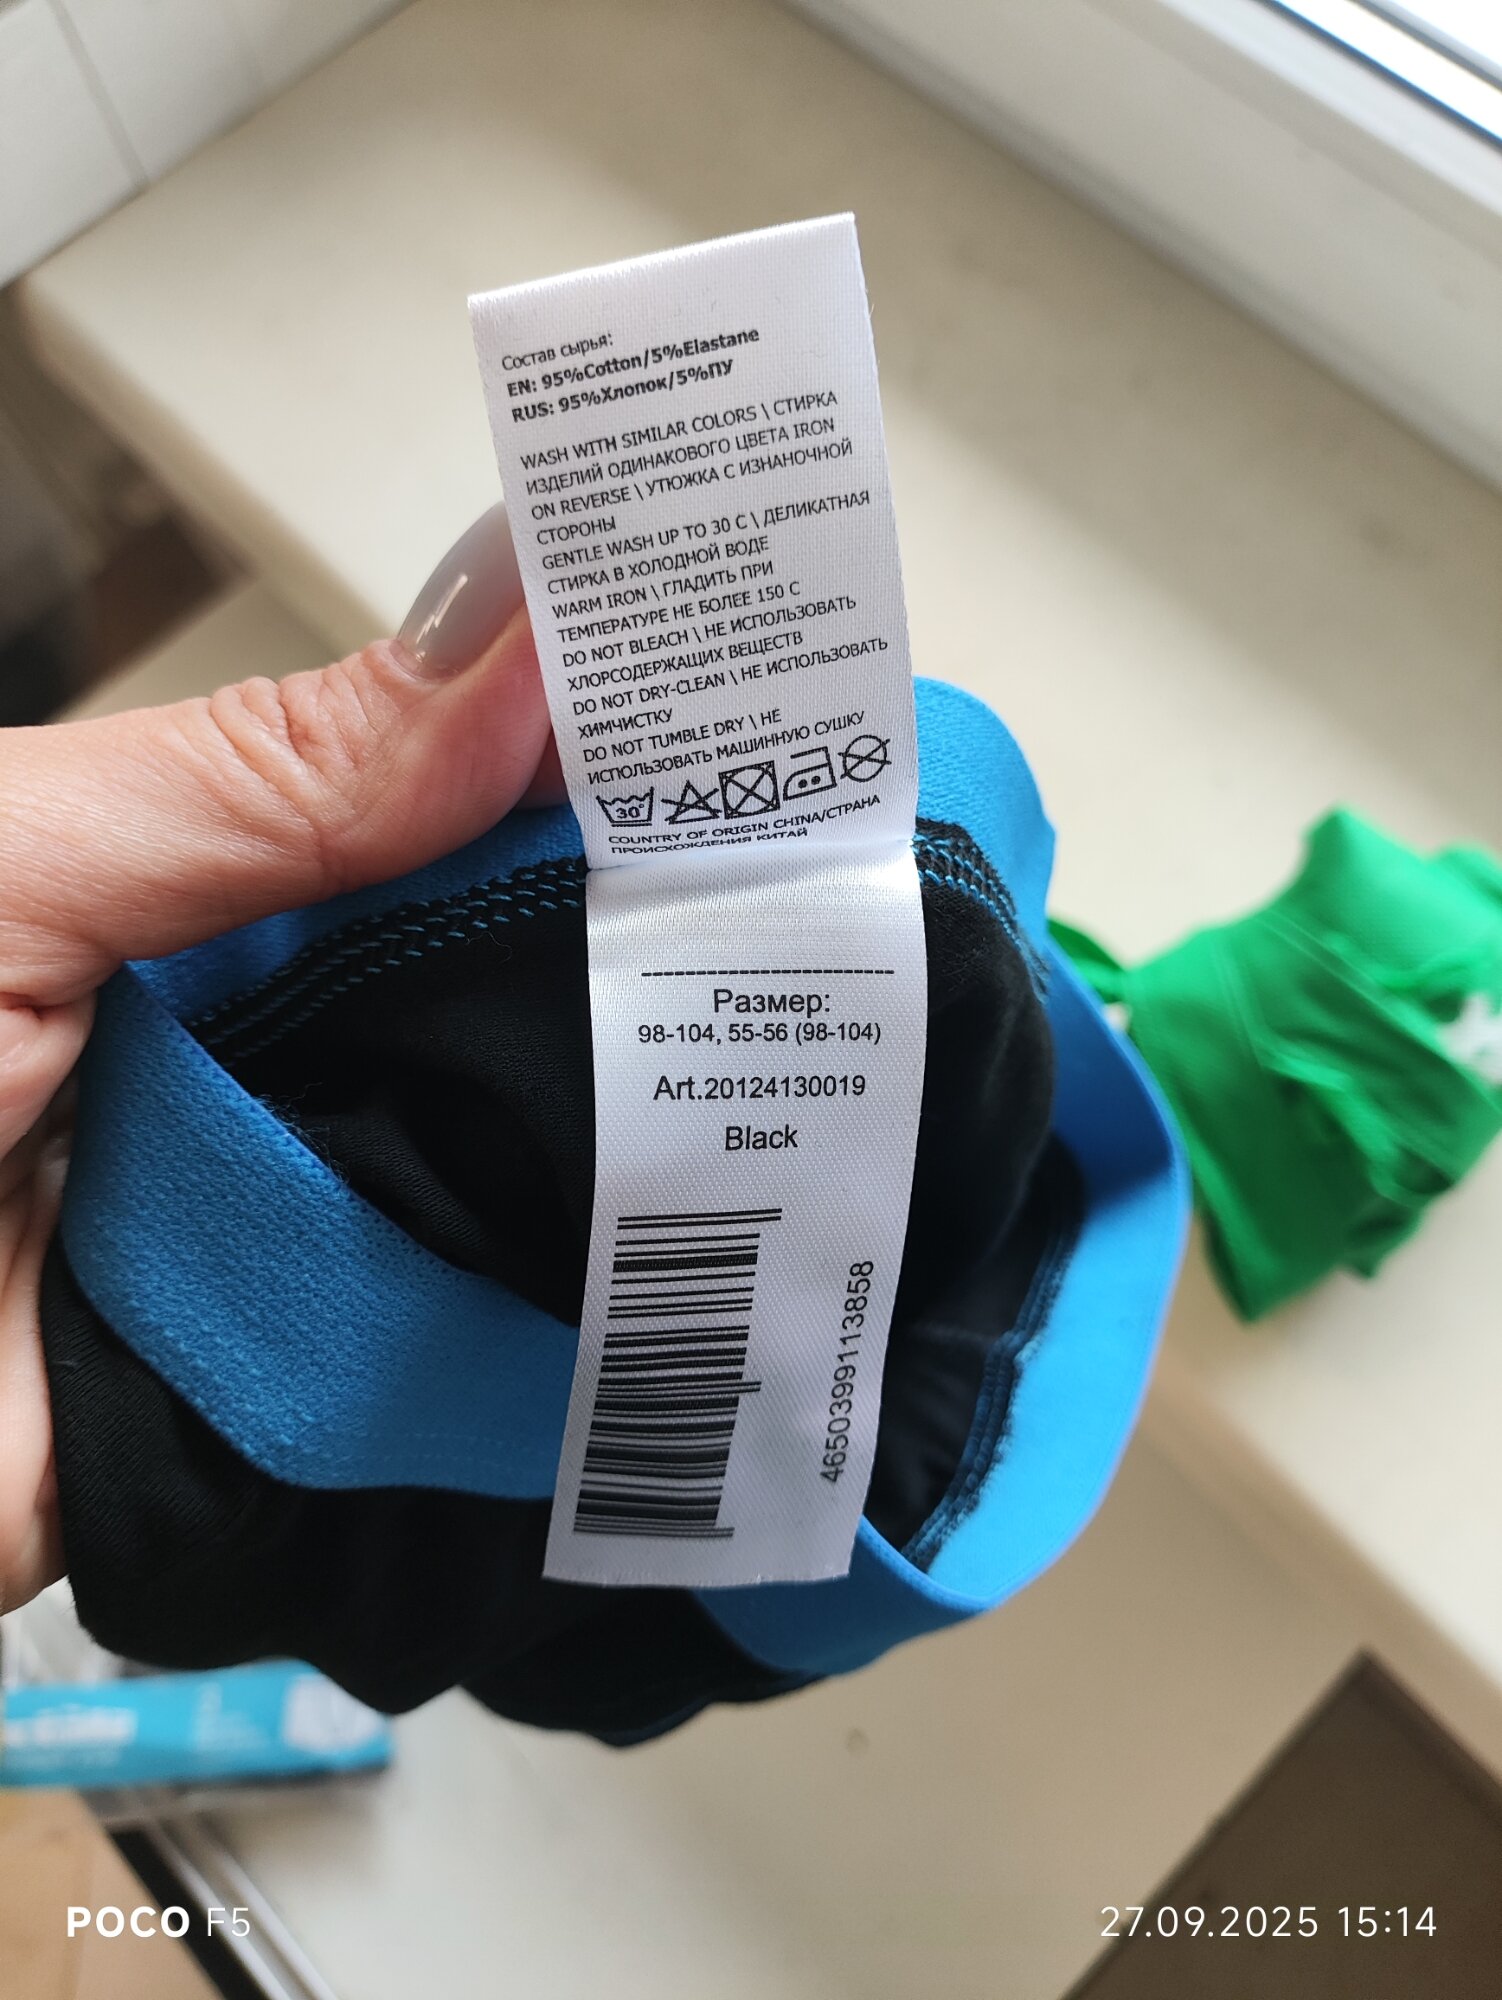 Состав сырья:
EN: 95%Cotton/5%Elastane
RUS: 95%Хлопок/5%ПУ
WASH WITH SIMILAR COLORS \ СТИРКА
ИЗДЕЛИЙ ОДИНАКОВОГО ЦВЕТА IRON
ON REVERSE \ УТЮЖКА С ИЗНАНОЧНОЙ
СТОРОНЫ
GENTLE WASH UP TO 30 C \ ДЕЛИКАТНАЯ
СТИРКА В ХОЛОДНОЙ ВОДЕ
WARM IRON \ ГЛАДИТЬ ПРИ
ТЕМПЕРАТУРЕ НЕ БОЛЕЕ 150 С
DO NOT BLEACH \ НЕ ИСПОЛЬЗОВАТЬ
ХЛОРСОДЕРЖАЩИХ ВЕЩЕСТВ
DO NOT DRY-CLEAN \ НЕ ИСПОЛЬЗОВАТЬ
ХИМЧИСТКУ
DO NOT TUMBLE DRY \ НЕ
ИСПОЛЬЗОВАТЬ МАШИННУЮ СУШКУ
30°
COUNTRY OF ORIGIN CHINA/СТРАНА
ПРОИСХОЖДЕНИЯ КИТАЙ
Размер:
98-104, 55-56 (98-104)
Art.20124130019
Black
4650399113858
POCO F5
27.09.2025 15:14